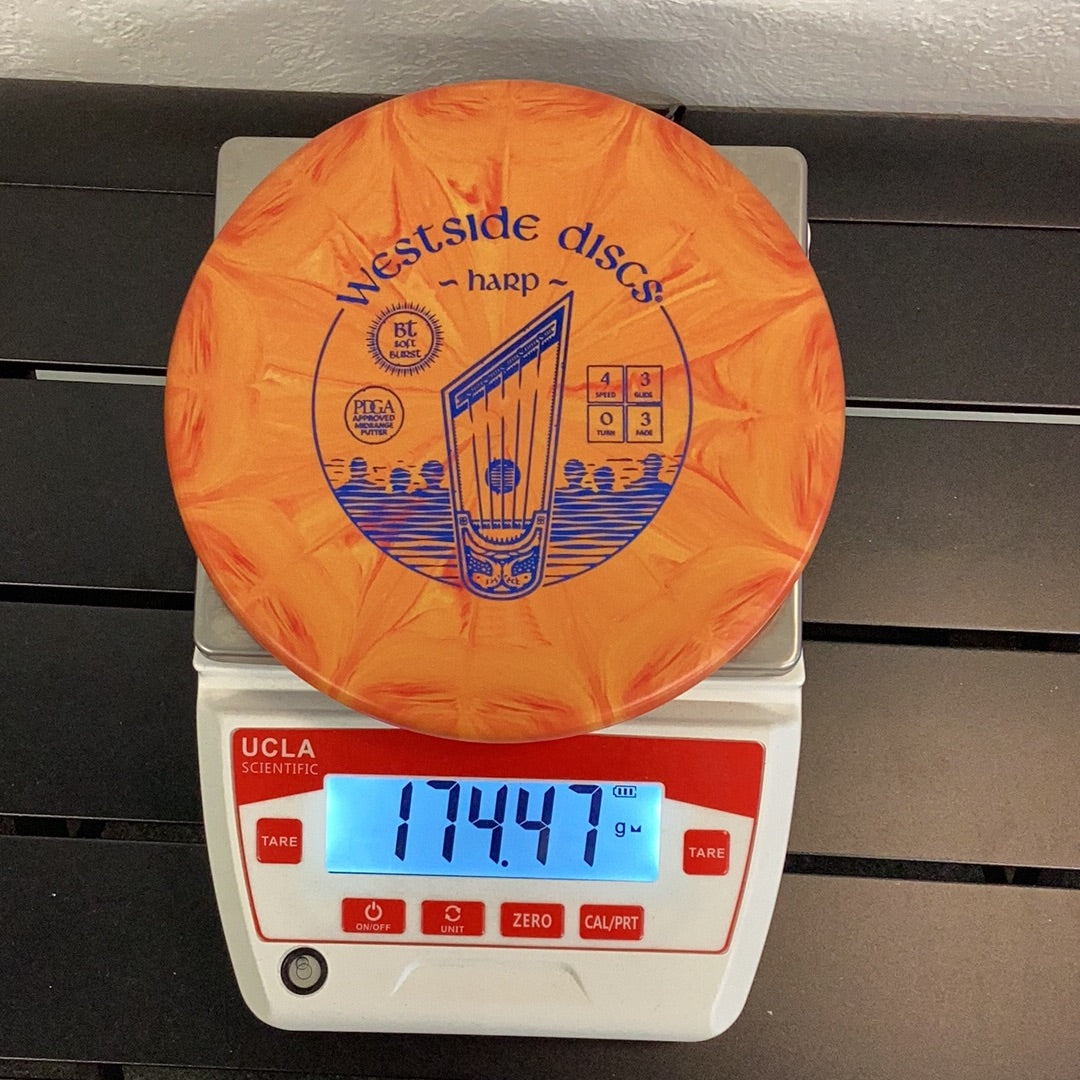 WESTSIDE DISCS®
~ HARP ~
BT
SOFT
BURST
PDGA
APPROVED
MIDRANGE
PUTTER
4 3
SPEED GLIDE
0 3
TURN FADE
UCLA
SCIENTIFIC
174.47 g
TARE TARE
ON/OFF UNIT ZERO CAL/PRT